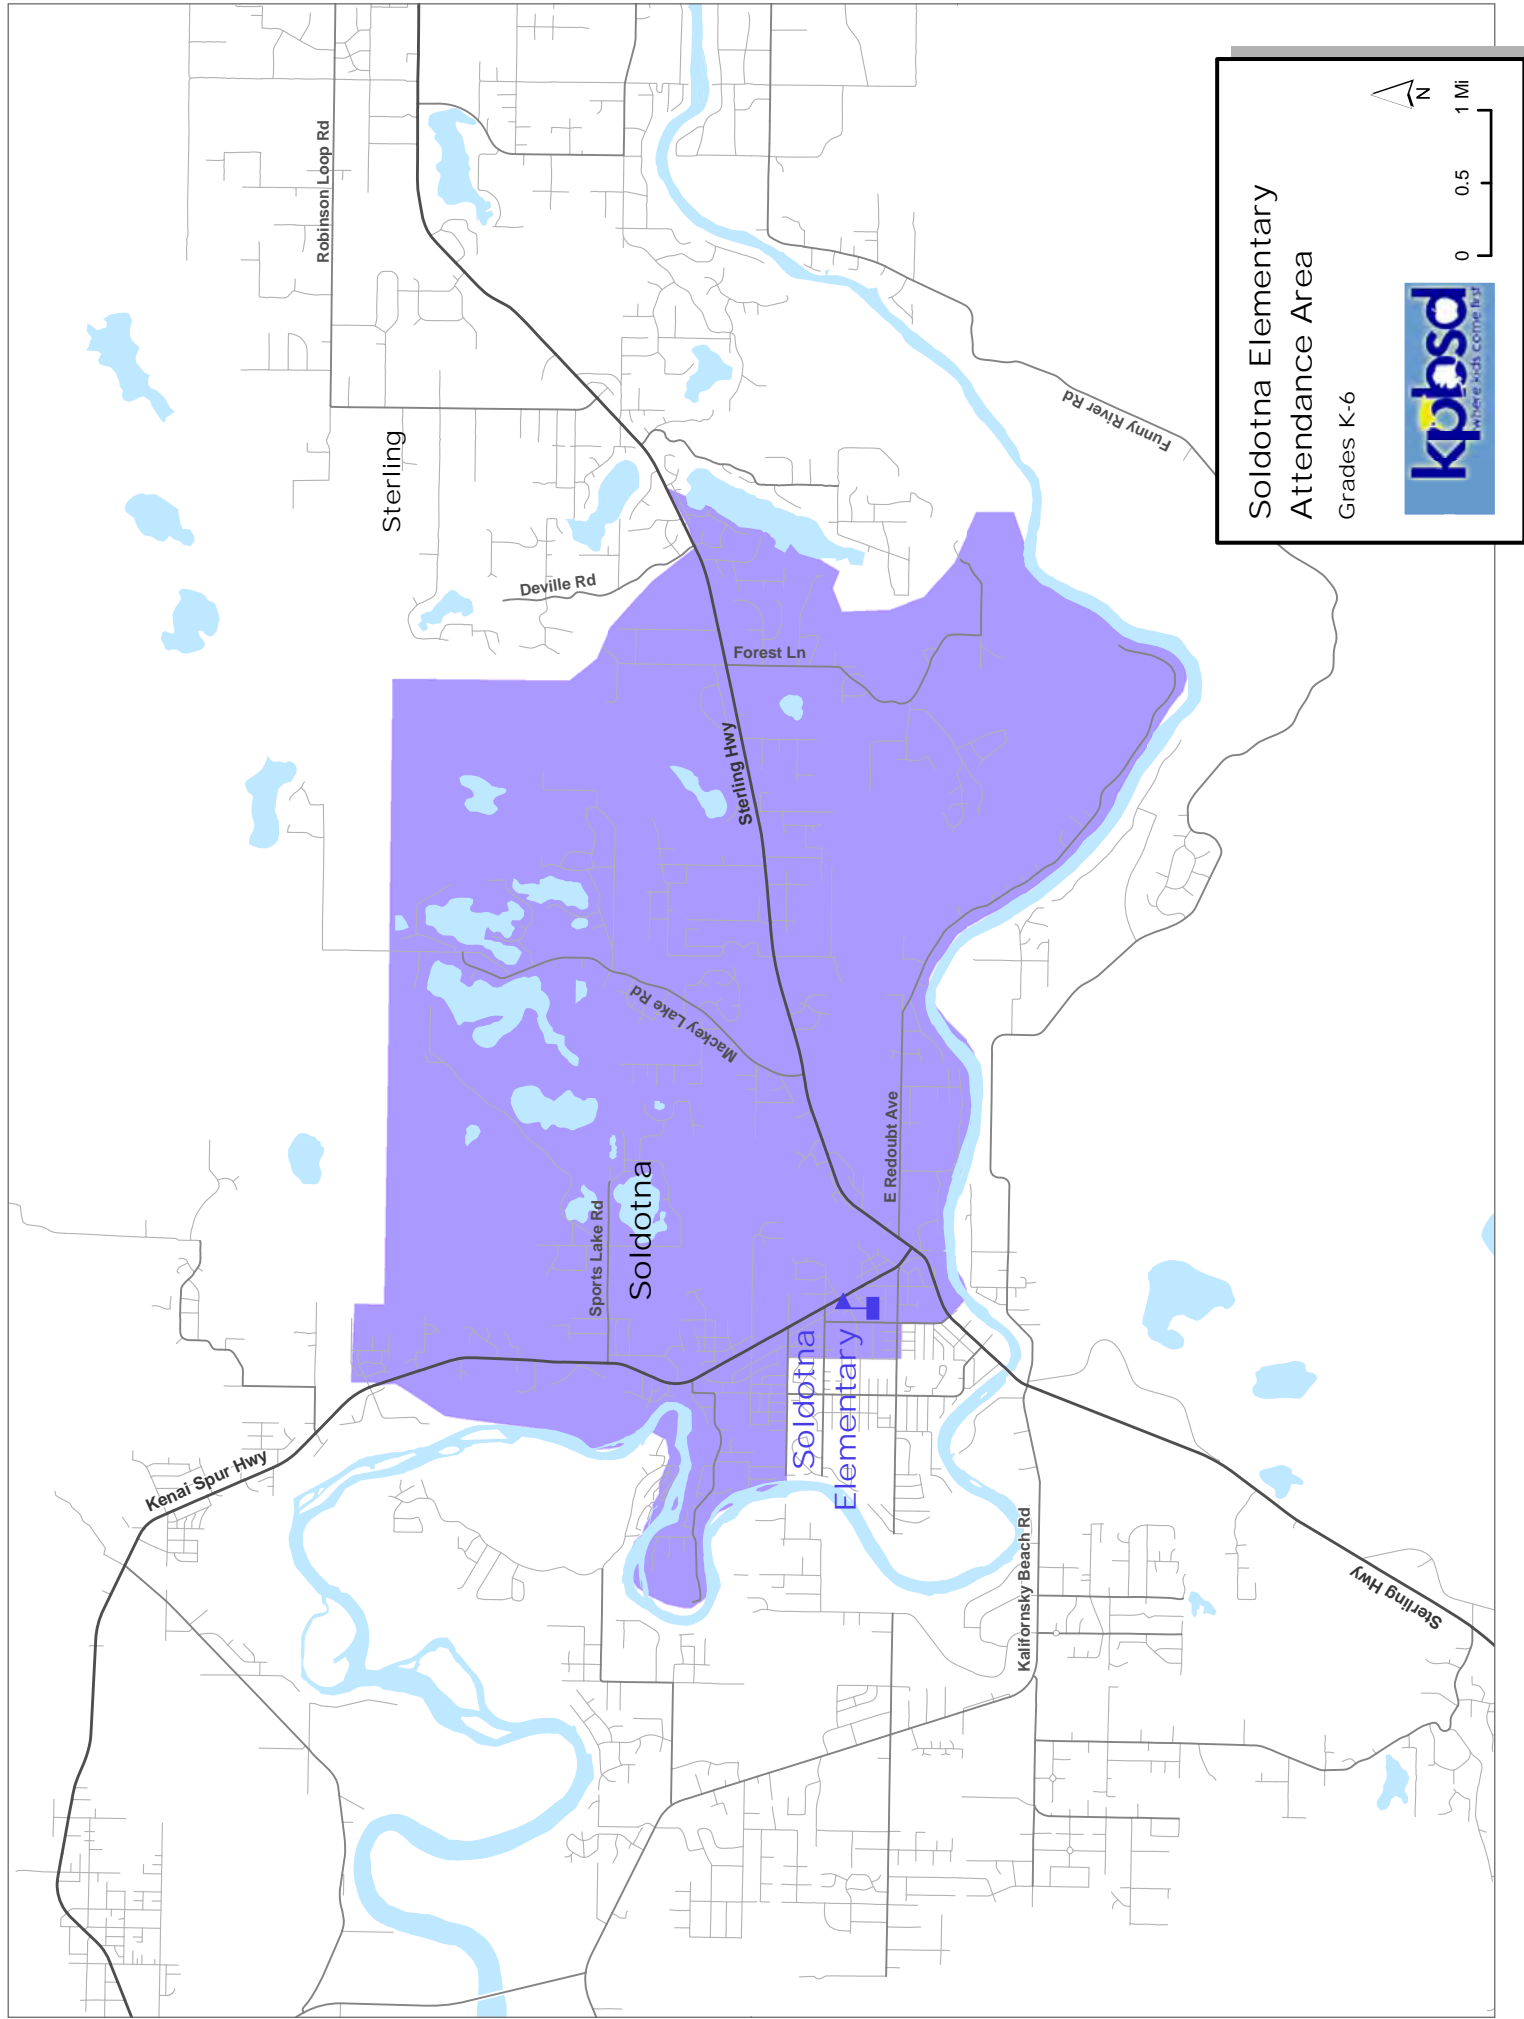 Soldotna Elementary
Attendance Area
Grades K-6
kpbsd
where kids come first
0 0.5 1 Mi
N
Robinson Loop Rd
Sterling
Deville Rd
Forest Ln
Sterling Hwy
Funny River Rd
Mackey Lake Rd
E Redoubt Ave
Sports Lake Rd
Soldotna
Soldotna
Elementary
Kenai Spur Hwy
Kalifornsky Beach Rd
Sterling Hwy